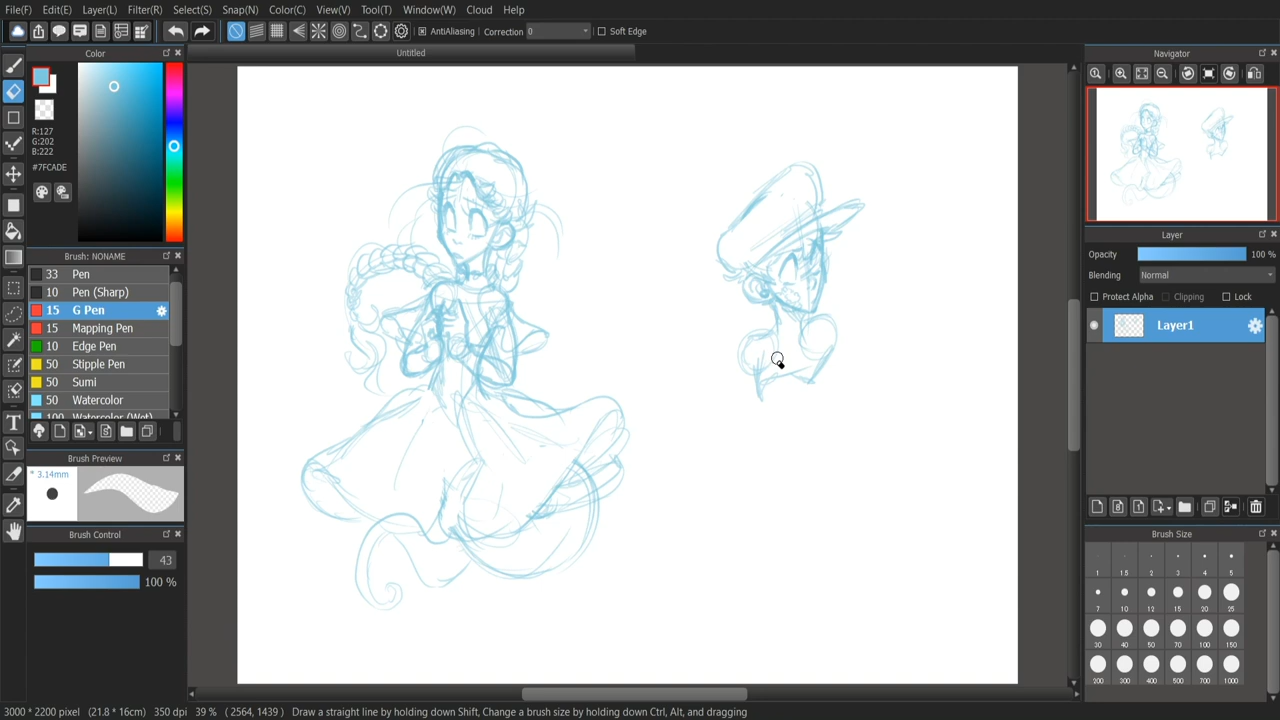 File(F) Edit(E) Layer(L) Filter(R) Select(S) Snap(N) Color(C) View(V) Tool(T) Window(W) Cloud Help
AntiAliasing Correction 0 Soft Edge
Color
Untitled
Navigator
R:127
G:202
B:222
#7FCADE
Brush: NONAME
33 Pen
10 Pen (Sharp)
15 G Pen
15 Mapping Pen
10 Edge Pen
50 Stipple Pen
50 Sumi
50 Watercolor
100 Watercolor (Wet)
Brush Preview
* 3.14mm
Brush Control
43
100 %
Layer
Opacity 100 %
Blending Normal
Protect Alpha Clipping Lock
Layer1
Brush Size
1 1.5 2 3 4 5
7 10 12 15 20 25
30 40 50 70 100 150
200 300 400 500 700 1000
3000 * 2200 pixel (21.8 * 16cm) 350 dpi 39 % ( 2564, 1439 ) Draw a straight line by holding down Shift, Change a brush size by holding down Ctrl, Alt, and dragging